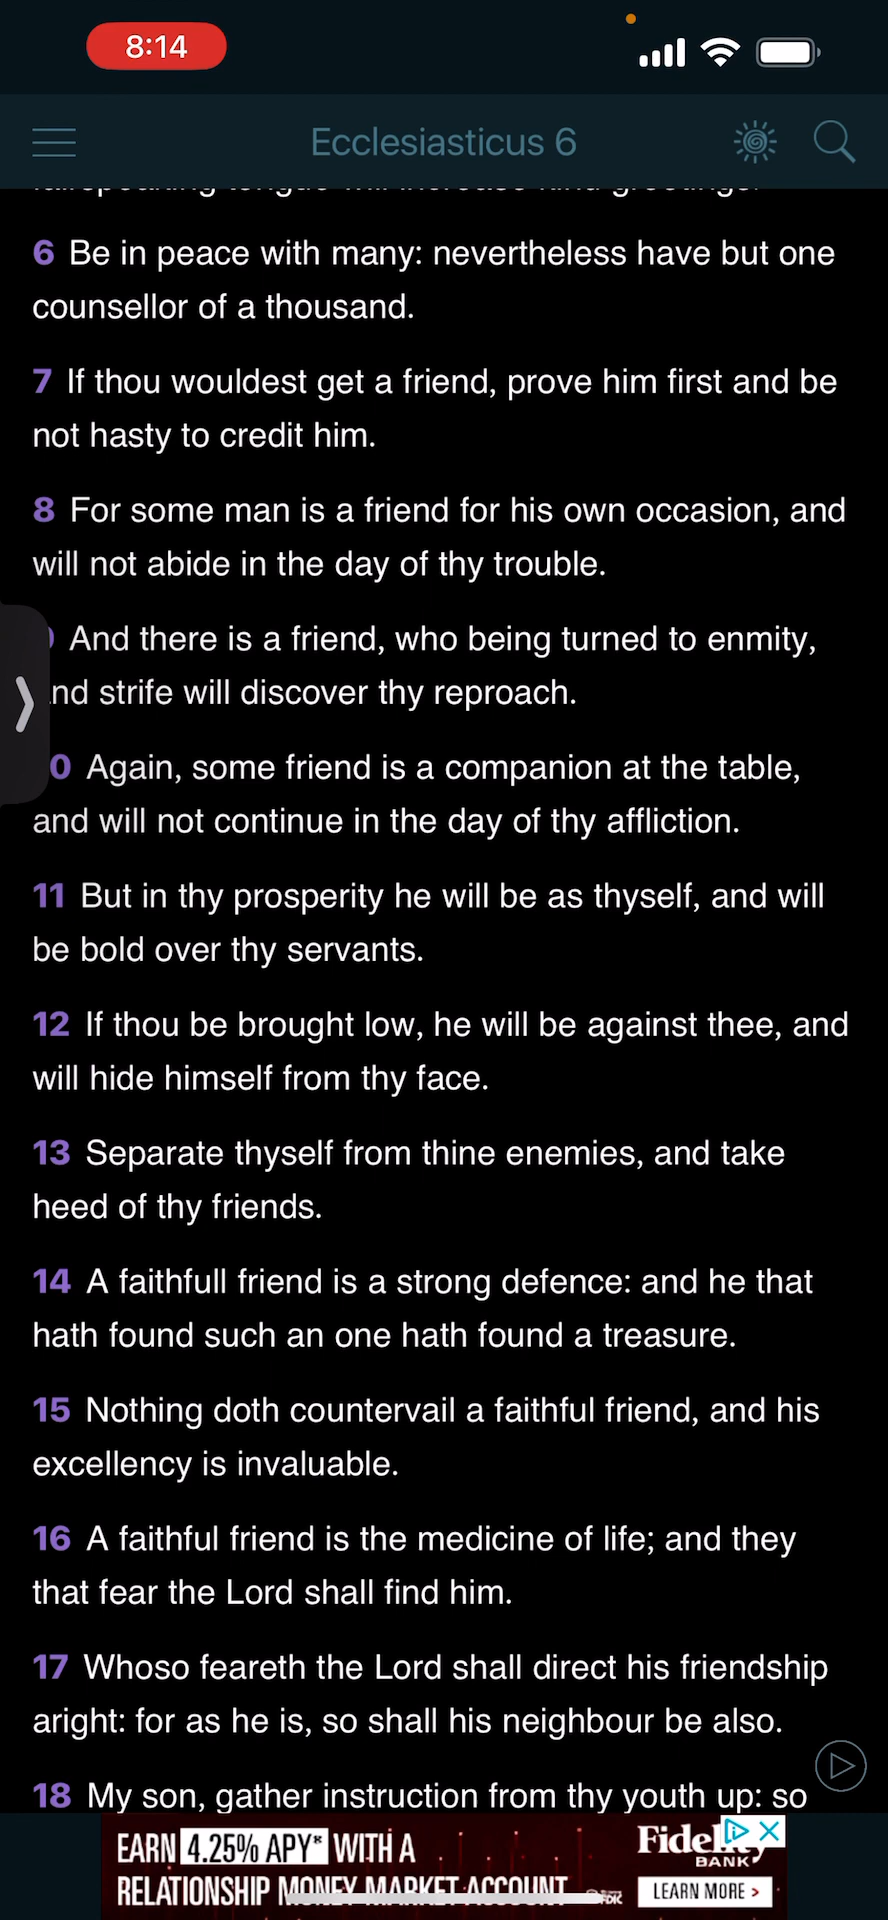 8:14
Ecclesiasticus 6
6 Be in peace with many: nevertheless have but one
counsellor of a thousand.
7 If thou wouldest get a friend, prove him first and be
not hasty to credit him.
8 For some man is a friend for his own occasion, and
will not abide in the day of thy trouble.
And there is a friend, who being turned to enmity,
nd strife will discover thy reproach.
0 Again, some friend is a companion at the table,
and will not continue in the day of thy affliction.
11 But in thy prosperity he will be as thyself, and will
be bold over thy servants.
12 If thou be brought low, he will be against thee, and
will hide himself from thy face.
13 Separate thyself from thine enemies, and take
heed of thy friends.
14 A faithfull friend is a strong defence: and he that
hath found such an one hath found a treasure.
15 Nothing doth countervail a faithful friend, and his
excellency is invaluable.
16 A faithful friend is the medicine of life; and they
that fear the Lord shall find him.
17 Whoso feareth the Lord shall direct his friendship
aright: for as he is, so shall his neighbour be also.
18 My son, gather instruction from thy youth up: so
EARN 4.25% APY* WITH A
RELATIONSHIP MONEY MARKET ACCOUNT
FDIC
Fidel
BANK
LEARN MORE >